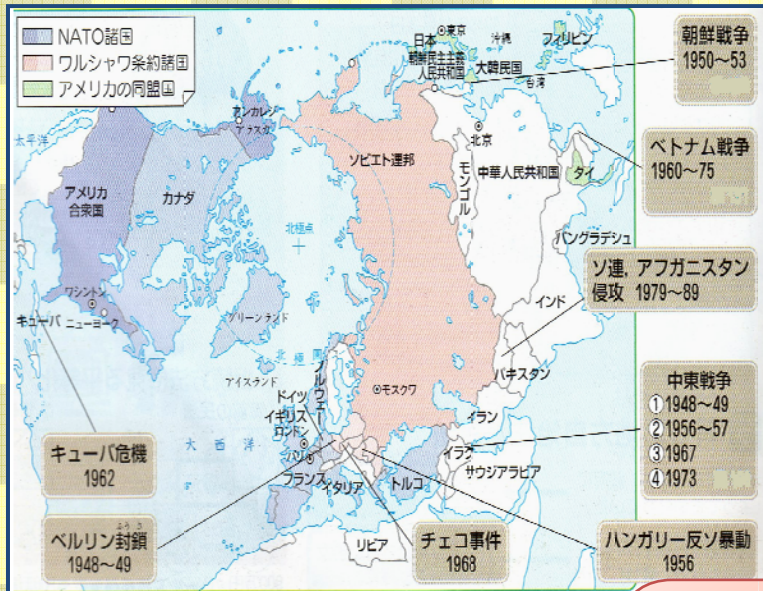 NATO諸国
ワルシャワ条約諸国
アメリカの同盟国
太平洋
アンカレジ
アラスカ
アメリカ
合衆国
カナダ
ワシントン
ニューヨーク
キューバ
北極点
グリーンランド
北極圏
アイスランド
大西洋
日本
東京
沖縄
フィリピン
朝鮮民主主義
人民共和国
大韓民国
台湾
北京
ソビエト連邦
モンゴル
中華人民共和国
タイ
バングラデシュ
インド
パキスタン
イラン
イラク
サウジアラビア
モスクワ
ノルウェー
ドイツ
イギリス
ロンドン
パリ
フランス
イタリア
トルコ
リビア
朝鮮戦争
1950〜53
ベトナム戦争
1960〜75
ソ連，アフガニスタン
侵攻 1979〜89
中東戦争
①1948〜49
②1956〜57
③1967
④1973
キューバ危機
1962
ベルリン封鎖
ふうさ
1948〜49
チェコ事件
1968
ハンガリー反ソ暴動
1956